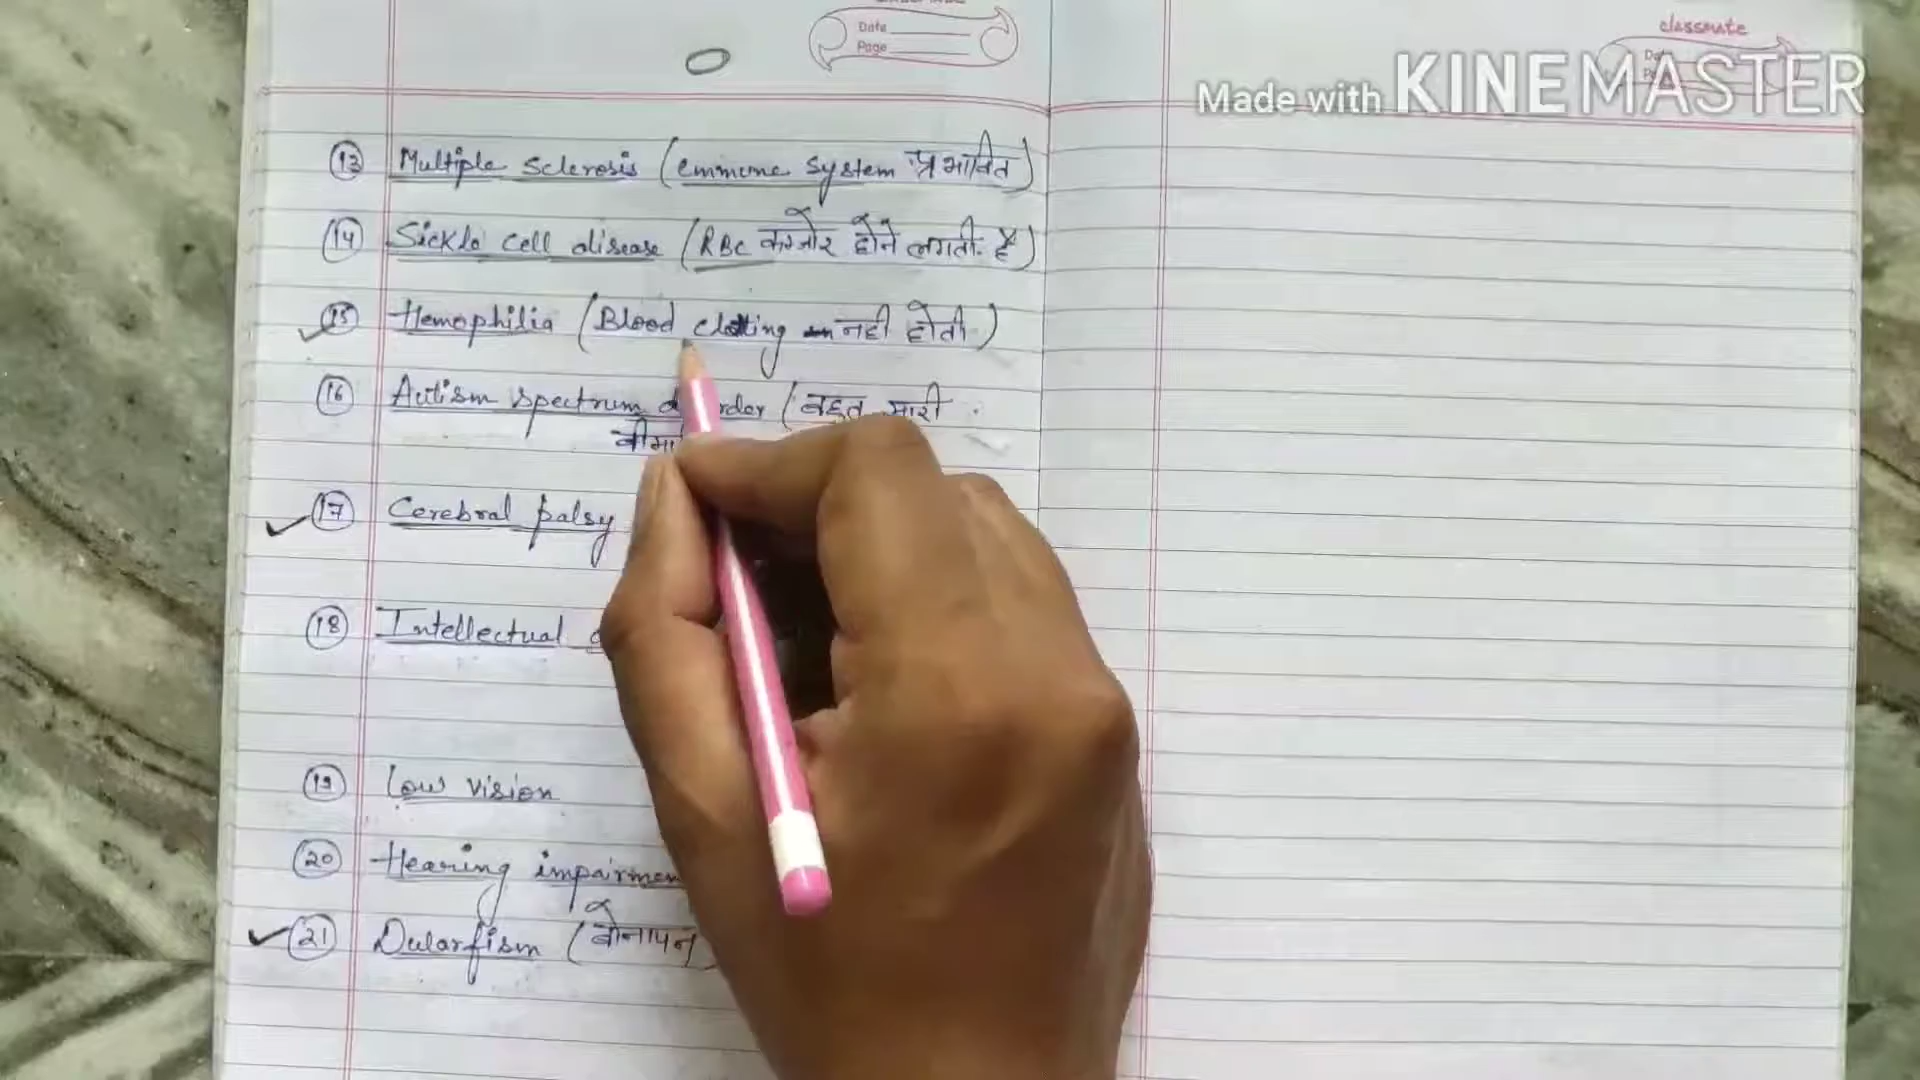 Date
Page
classmate
Made with KINEMASTER
13 Multiple sclerosis (emmune system प्रभावित)
14 Sickle cell disease (RBC कमजोर होने लगती है)
15 Hemophilia (Blood clotting नही होती)
16 Autism spectrum (बहुत सारी
17 Cerebral palsy
18 Intellectual
19 Low vision
20 Hearing
21 Dwarfism (बौनापन